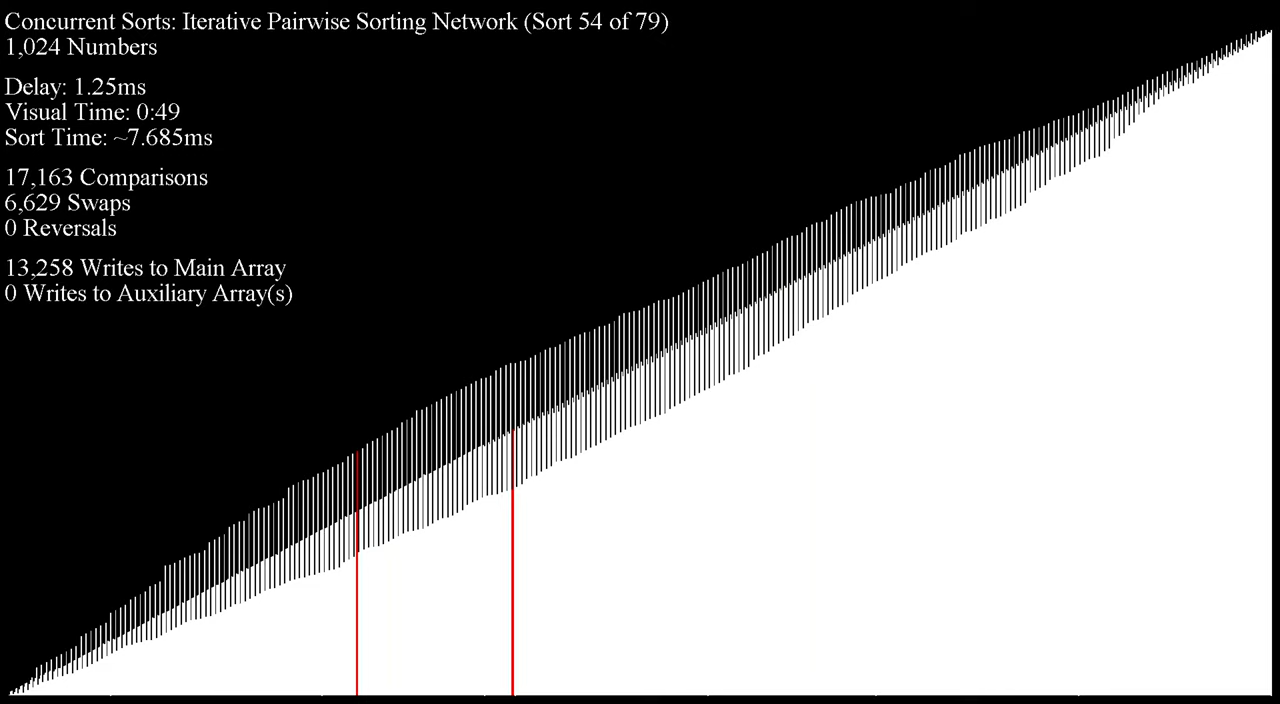 Concurrent Sorts: Iterative Pairwise Sorting Network (Sort 54 of 79)
1,024 Numbers
Delay: 1.25ms
Visual Time: 0:49
Sort Time: ~7.685ms
17,163 Comparisons
6,629 Swaps
0 Reversals
13,258 Writes to Main Array
0 Writes to Auxiliary Array(s)